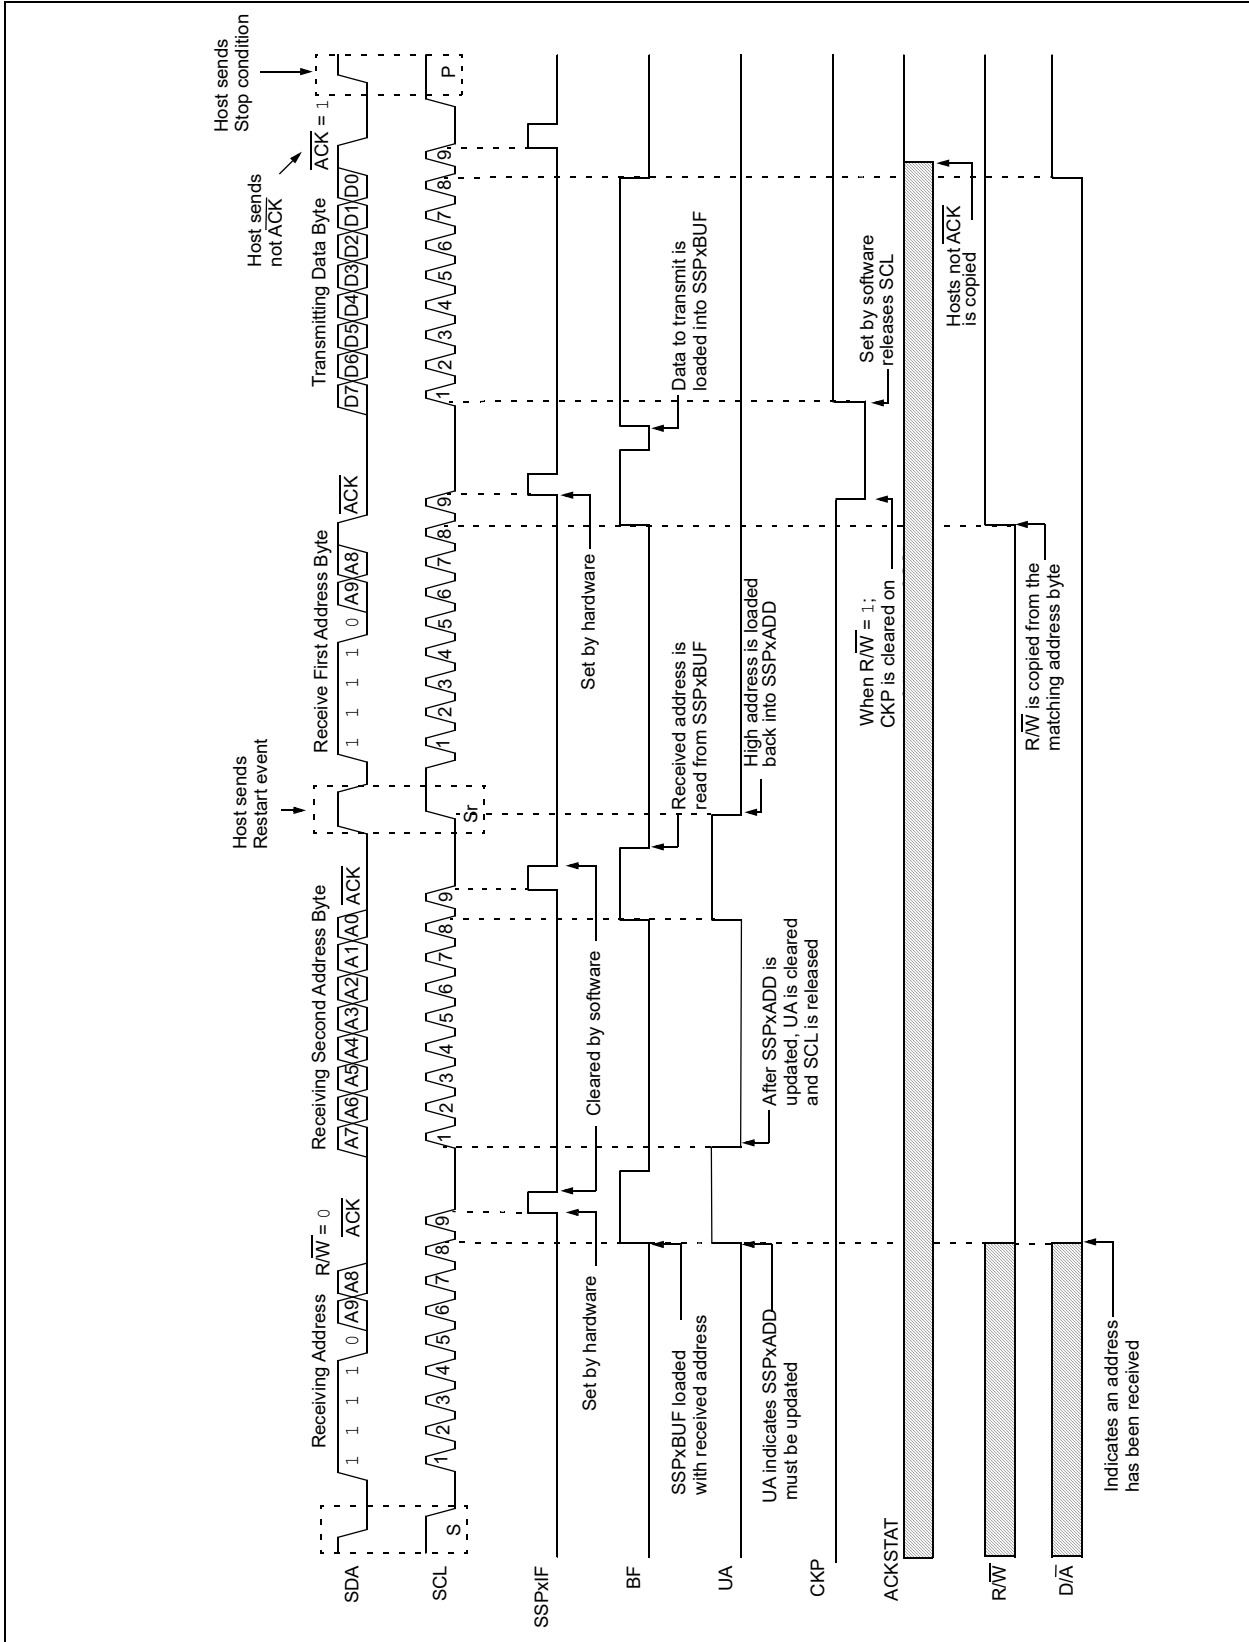 Host sends
Restart event
Host sends
not ACK
Host sends
Stop condition
Receiving Address R/W = 0
Receiving Second Address Byte
Receive First Address Byte
Transmitting Data Byte
ACK = 1
SDA
1 1 1 1 0 A9 A8 ACK
A7 A6 A5 A4 A3 A2 A1 A0 ACK
1 1 1 1 0 A9 A8 ACK
D7 D6 D5 D4 D3 D2 D1 D0
SCL
S
1 2 3 4 5 6 7 8 9
1 2 3 4 5 6 7 8 9
Sr
1 2 3 4 5 6 7 8 9
1 2 3 4 5 6 7 8 9
P
SSPxIF
Set by hardware
Cleared by software
Set by hardware
BF
SSPxBUF loaded
with received address
Received address is
read from SSPxBUF
Data to transmit is
loaded into SSPxBUF
UA
UA indicates SSPxADD
must be updated
After SSPxADD is
updated, UA is cleared
and SCL is released
High address is loaded
back into SSPxADD
CKP
When R/W = 1;
CKP is cleared on
Set by software
releases SCL
ACKSTAT
Hosts not ACK
is copied
R/W
R/W is copied from the
matching address byte
D/A
Indicates an address
has been received